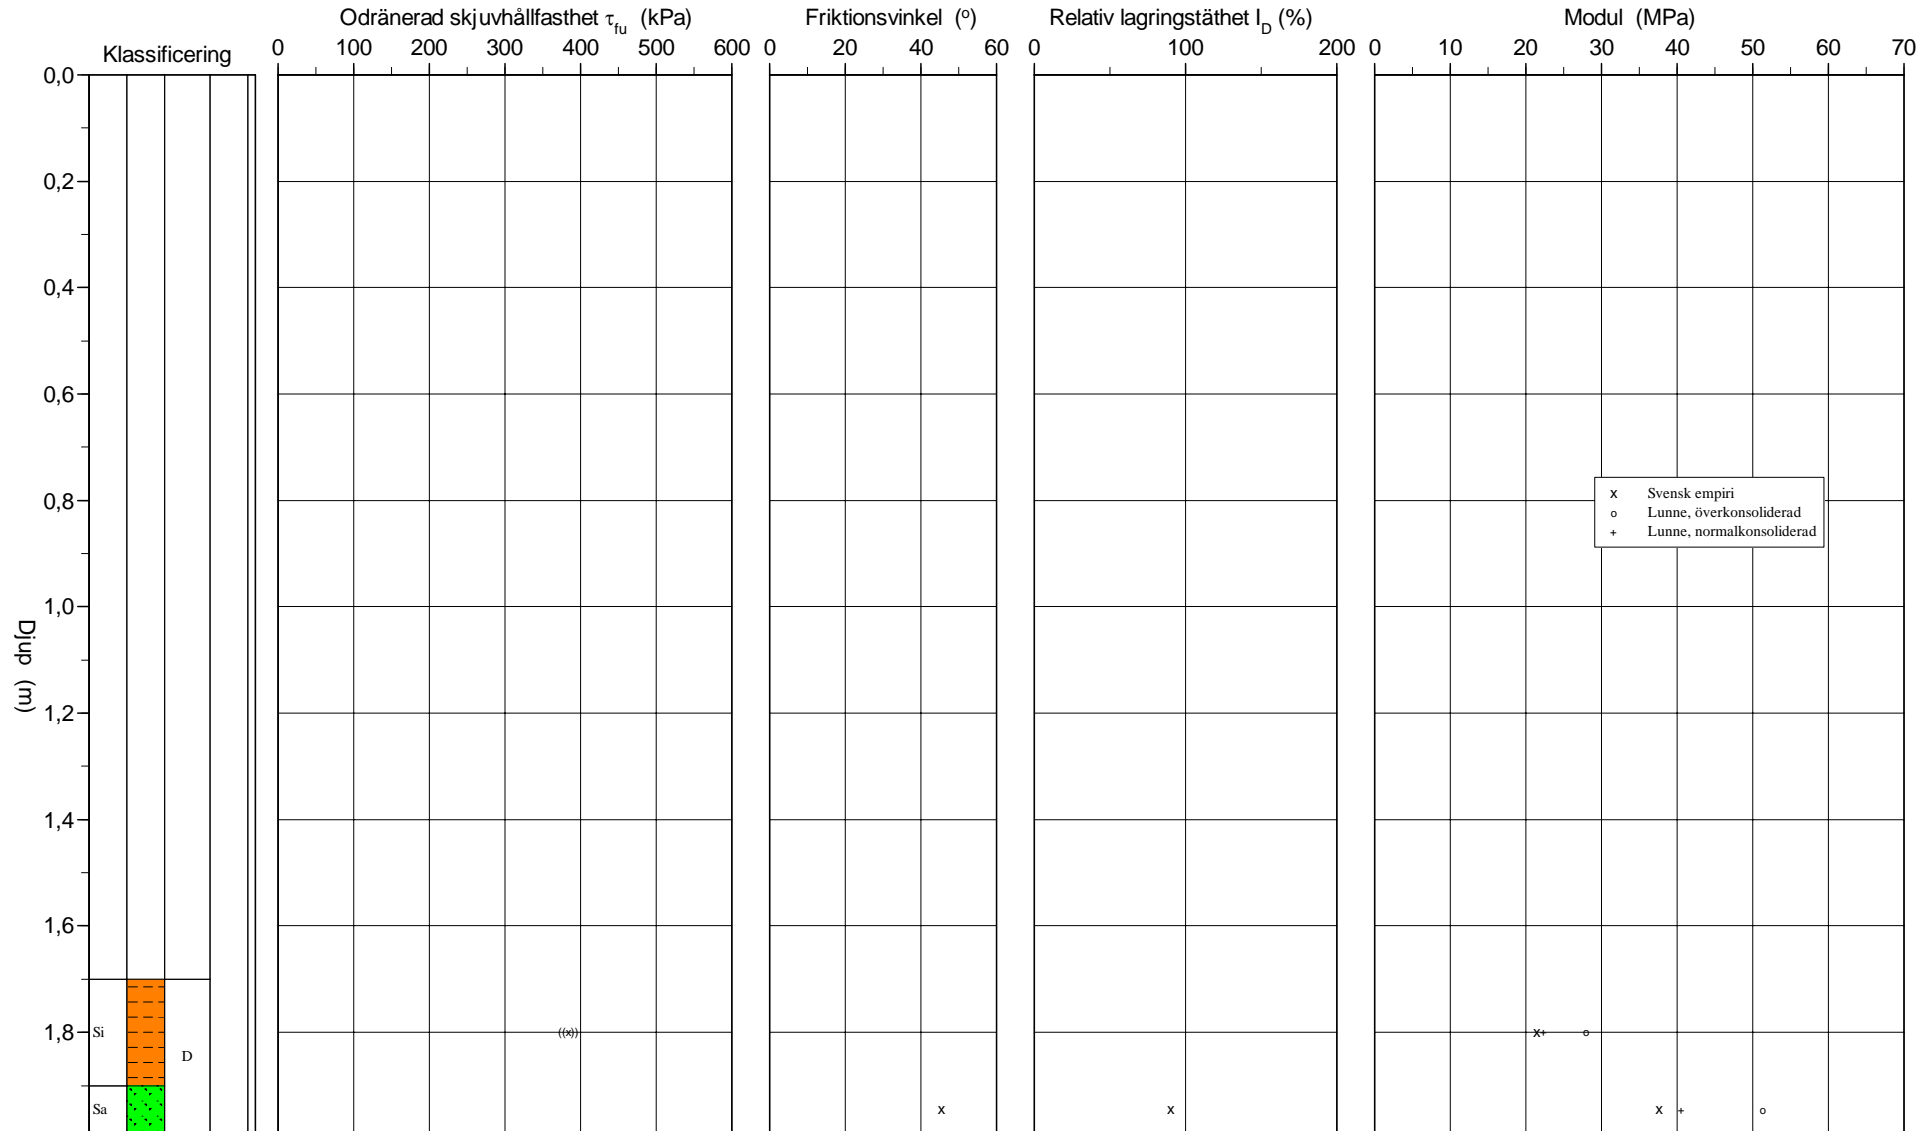 Odränerad skjuvhållfasthet τfu (kPa) Friktionsvinkel (o) Relativ lagringstäthet ID (%) Modul (MPa)
Klassificering 0 100 200 300 400 500 600 0 20 40 60 0 100 200 0 10 20 30 40 50 60 70
0,0
0,2
0,4
0,6
0,8
x Svensk empiri
o Lunne, överkonsoliderad
+ Lunne, normalkonsoliderad
1,0
Djup (m)
1,2
1,4
1,6
1,8 Si ((x)) x + o
D
Sa x x x + o